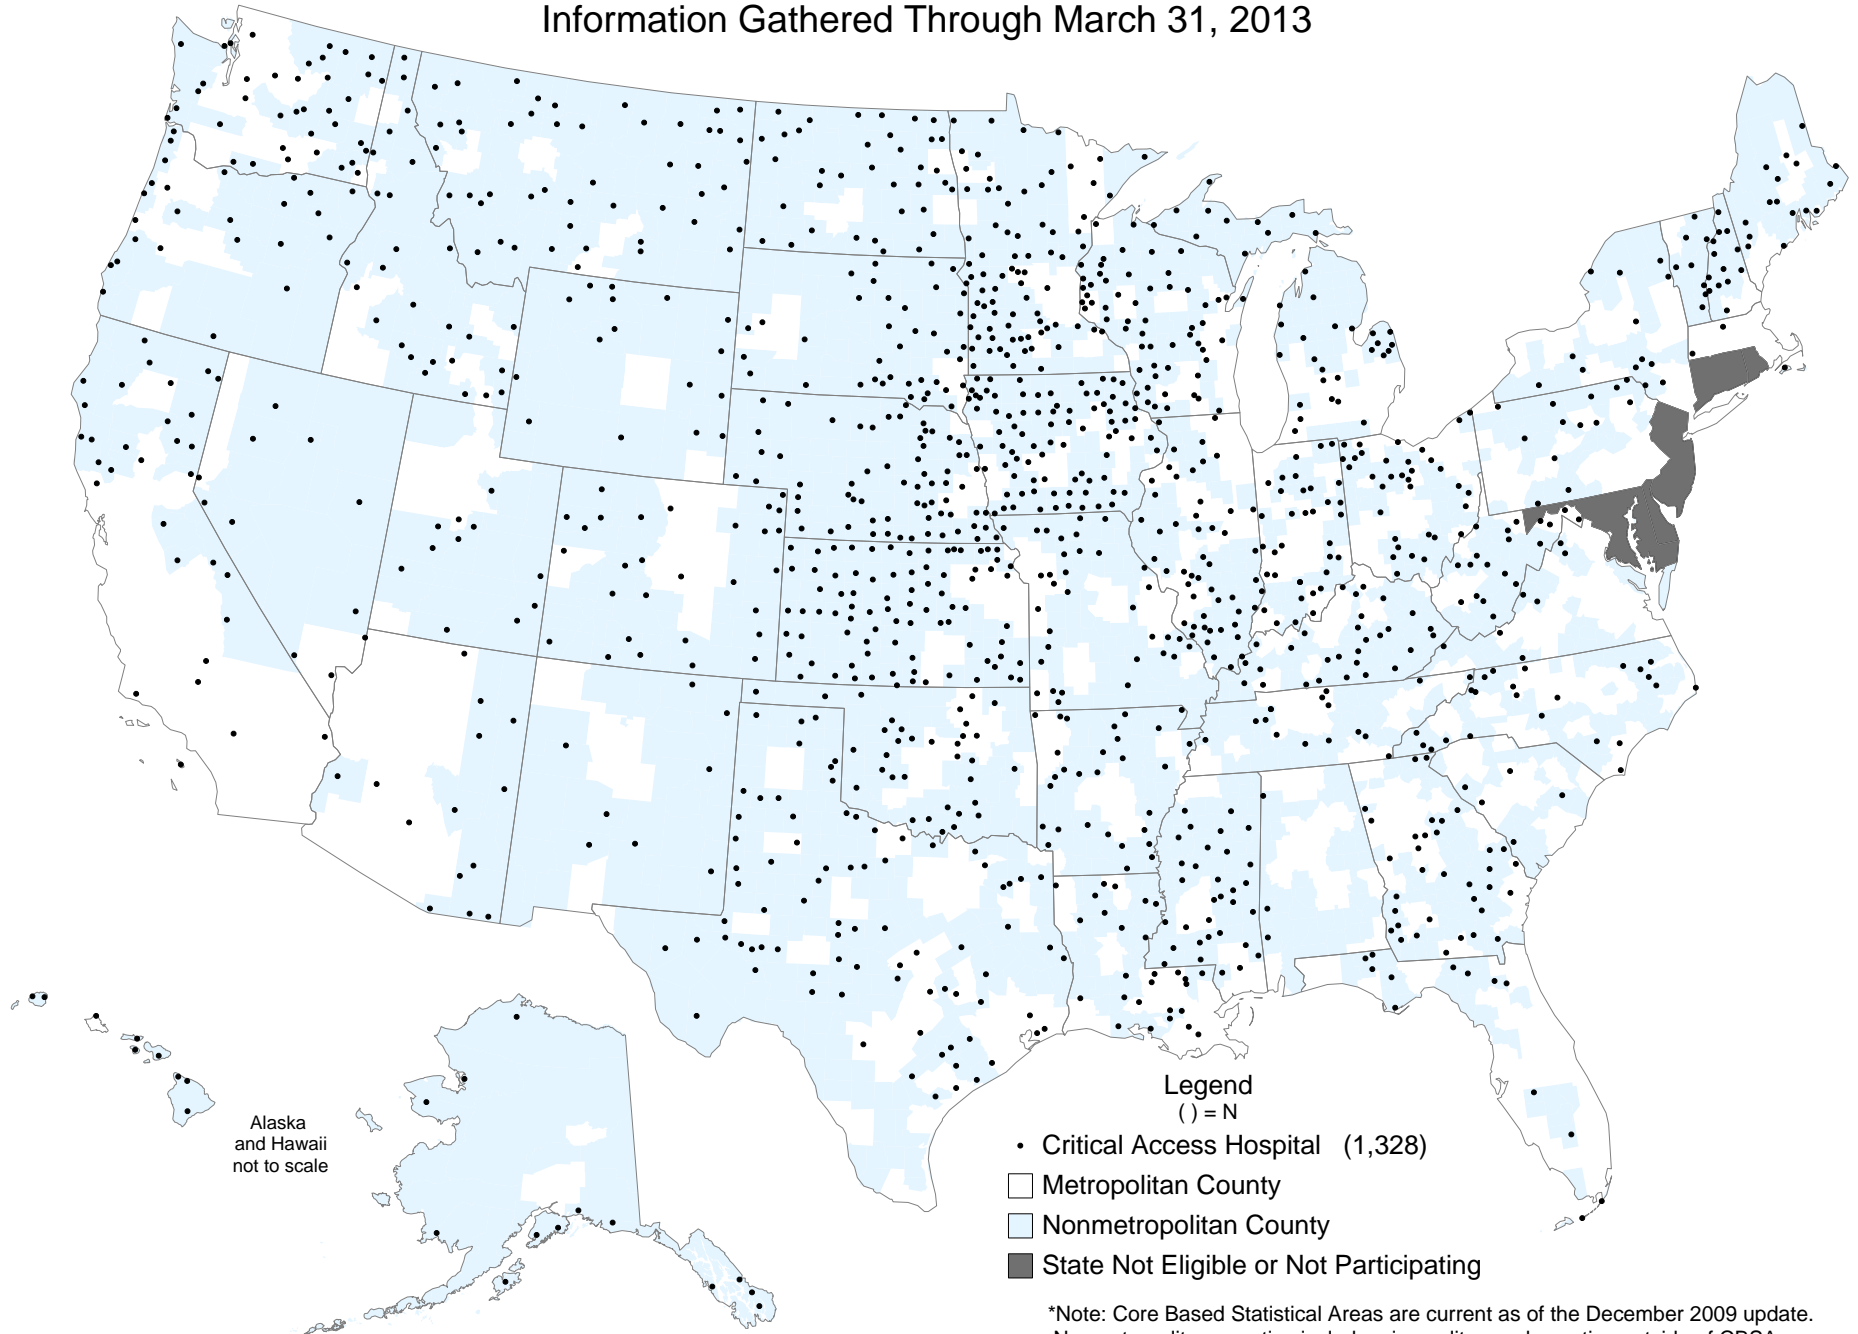 Information Gathered Through March 31, 2013
Alaska
and Hawaii
not to scale
Legend
( ) = N
Critical Access Hospital (1,328)
Metropolitan County
Nonmetropolitan County
State Not Eligible or Not Participating
*Note: Core Based Statistical Areas are current as of the December 2009 update.